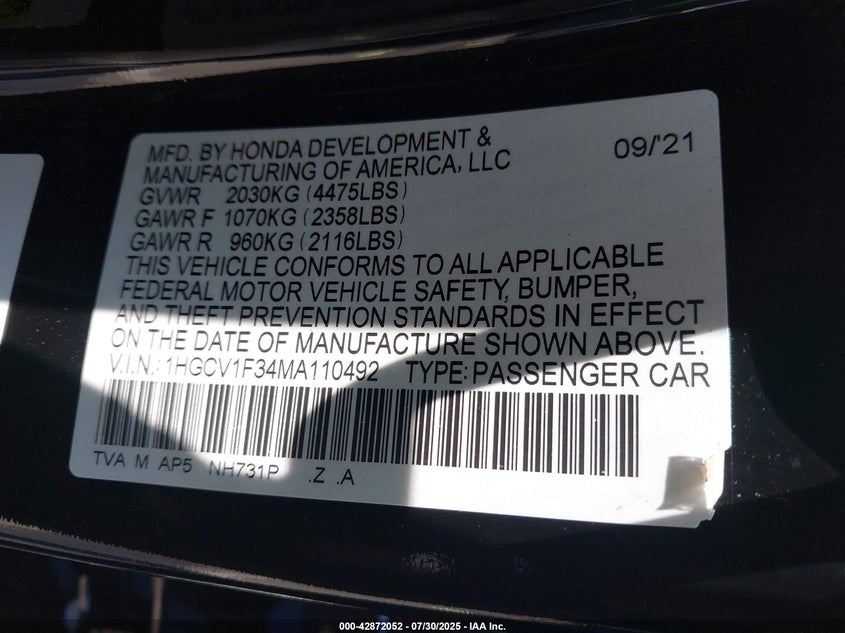 MFD. BY HONDA DEVELOPMENT & 09/'21
MANUFACTURING OF AMERICA, LLC
GVWR 2030KG (4475LBS)
GAWR F 1070KG (2358LBS)
GAWR R 960KG (2116LBS)
THIS VEHICLE CONFORMS TO ALL APPLICABLE
FEDERAL MOTOR VEHICLE SAFETY, BUMPER,
AND THEFT PREVENTION STANDARDS IN EFFECT
ON THE DATE OF MANUFACTURE SHOWN ABOVE.
V.I.N.: 1HGCV1F34MA110492 TYPE: PASSENGER CAR
TVA M AP5 NH731P .Z .A
000-42872052 - 07/30/2025 - IAA Inc.